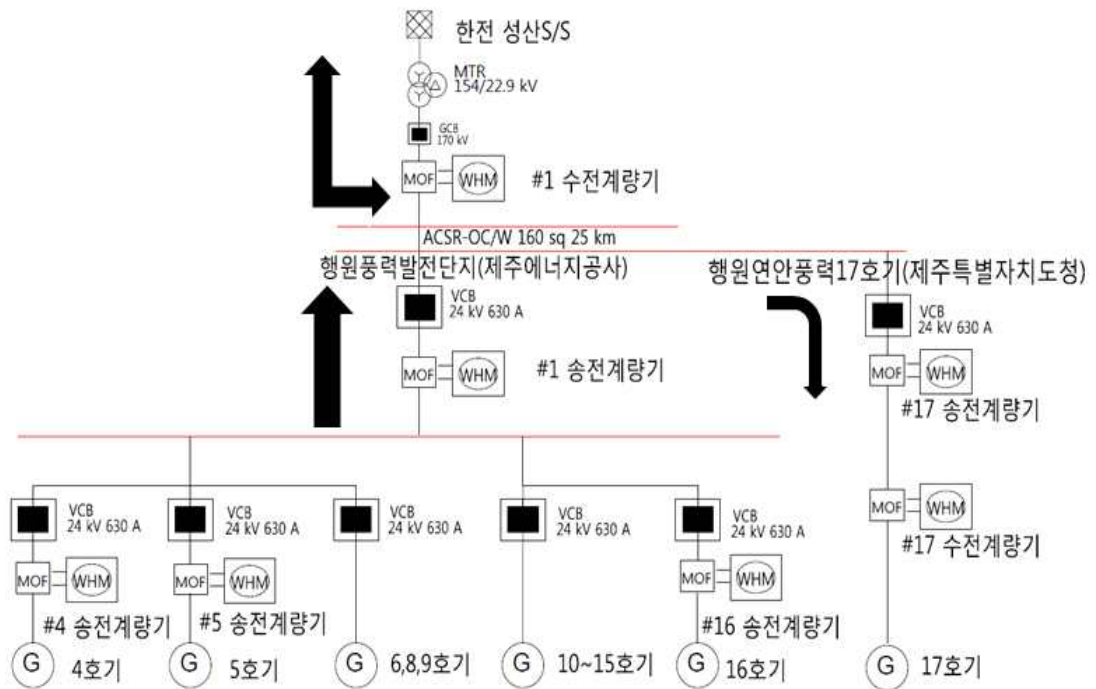 한전 성산S/S
MTR
154/22.9 kV
GCB
170 kV
MOF
WHM
#1 수전계량기
ACSR-OC/W 160 sq 25 km
행원풍력발전단지(제주에너지공사)
행원연안풍력17호기(제주특별자치도청)
VCB
24 kV 630 A
VCB
24 kV 630 A
MOF
WHM
#1 송전계량기
MOF
WHM
#17 송전계량기
VCB
24 kV 630 A
VCB
24 kV 630 A
VCB
24 kV 630 A
VCB
24 kV 630 A
VCB
24 kV 630 A
MOF
WHM
#17 수전계량기
MOF
WHM
#4 송전계량기
MOF
WHM
#5 송전계량기
MOF
WHM
#16 송전계량기
G
4호기
G
5호기
G
6,8,9호기
G
10~15호기
G
16호기
G
17호기